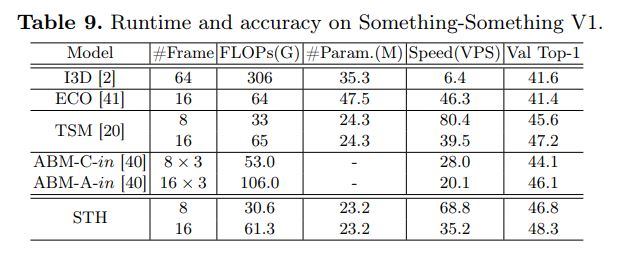 Table 9. Runtime and accuracy on Something-Something V1.
Model #Frame FLOPs(G) #Param.(M) Speed(VPS) Val Top-1
I3D [2] 64 306 35.3 6.4 41.6
ECO [41] 16 64 47.5 46.3 41.4
TSM [20] 8 33 24.3 80.4 45.6
16 65 24.3 39.5 47.2
ABM-C-in [40] 8 × 3 53.0 - 28.0 44.1
ABM-A-in [40] 16 × 3 106.0 - 20.1 46.1
STH 8 30.6 23.2 68.8 46.8
16 61.3 23.2 35.2 48.3